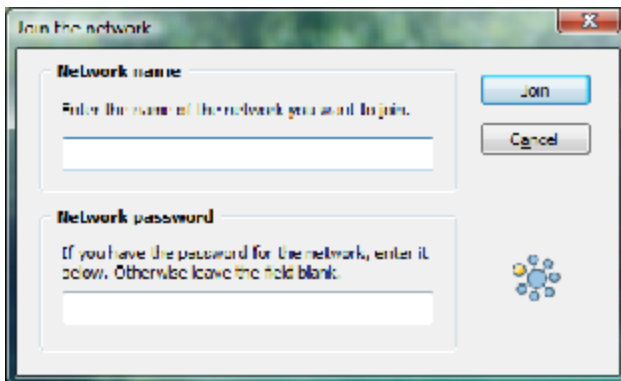 Join the network
Network name
Join
Enter the name of the network you want to join.
Cancel
Network password
If you have the password for the network, enter it
below. Otherwise leave the field blank.